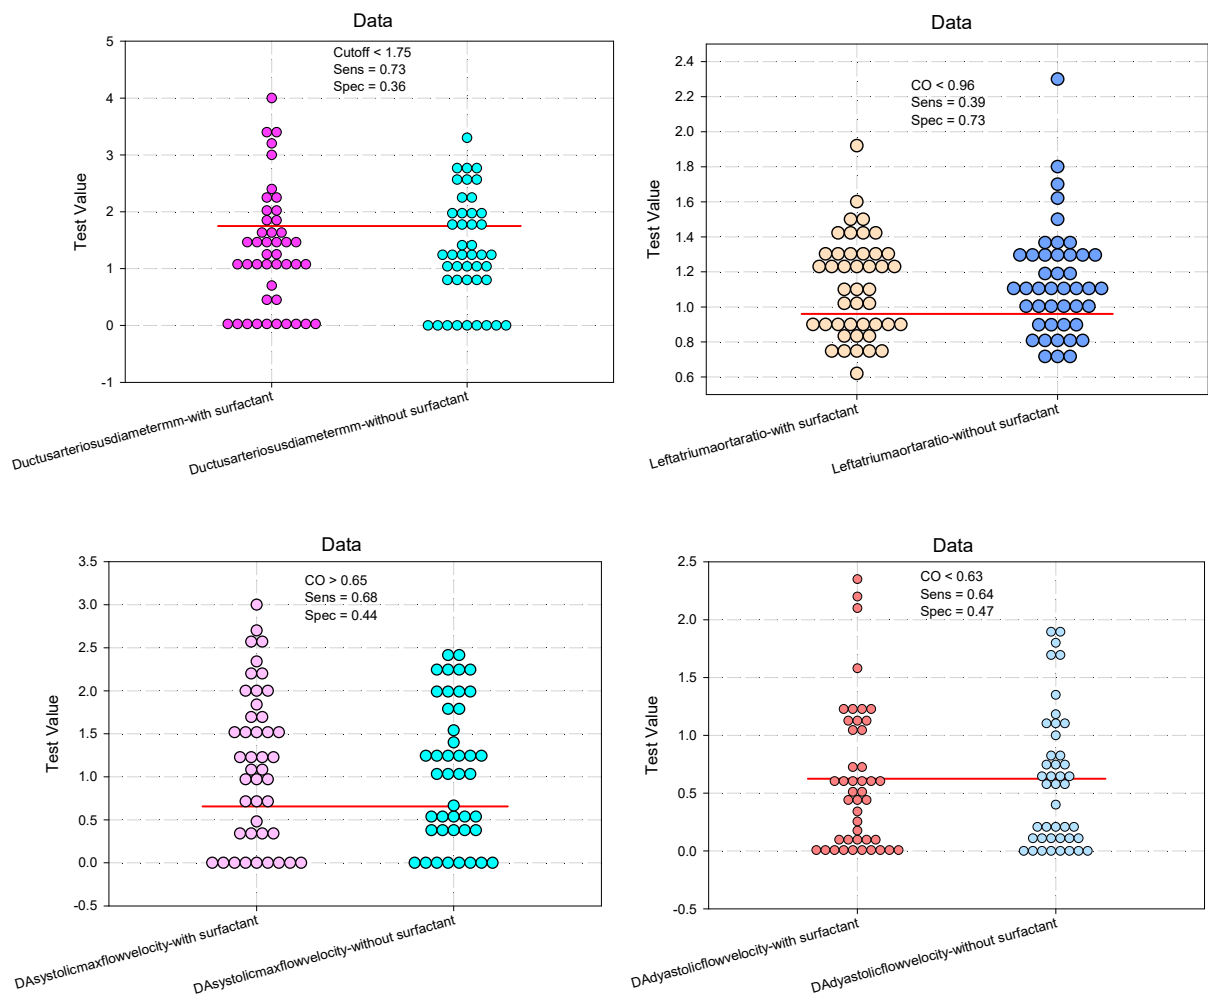 Data
Cutoff < 1.75
Sens = 0.73
Spec = 0.36
5
4
3
2
1
0
-1
Test Value
Ductusarteriosusdiametermm-with surfactant
Ductusarteriosusdiametermm-without surfactant
Data
CO < 0.96
Sens = 0.39
Spec = 0.73
2.4
2.2
2.0
1.8
1.6
1.4
1.2
1.0
0.8
0.6
Test Value
Leftatriumaortaratio-with surfactant
Leftatriumaortaratio-without surfactant
Data
CO > 0.65
Sens = 0.68
Spec = 0.44
3.5
3.0
2.5
2.0
1.5
1.0
0.5
0.0
-0.5
Test Value
DAsystolicmaxflowvelocity-with surfactant
DAsystolicmaxflowvelocity-without surfactant
Data
CO < 0.63
Sens = 0.64
Spec = 0.47
2.5
2.0
1.5
1.0
0.5
0.0
-0.5
Test Value
DAdyastolicflowvelocity-with surfactant
DAdyastolicflowvelocity-without surfactant